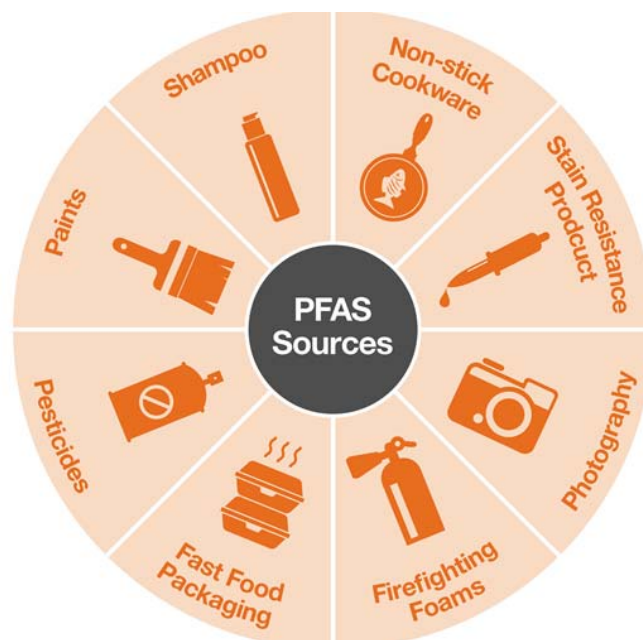 Shampoo
Non-stick
Cookware
Stain Resistance
Prodcuct
Photography
Firefighting
Foams
Fast Food
Packaging
Pesticides
Paints
PFAS
Sources